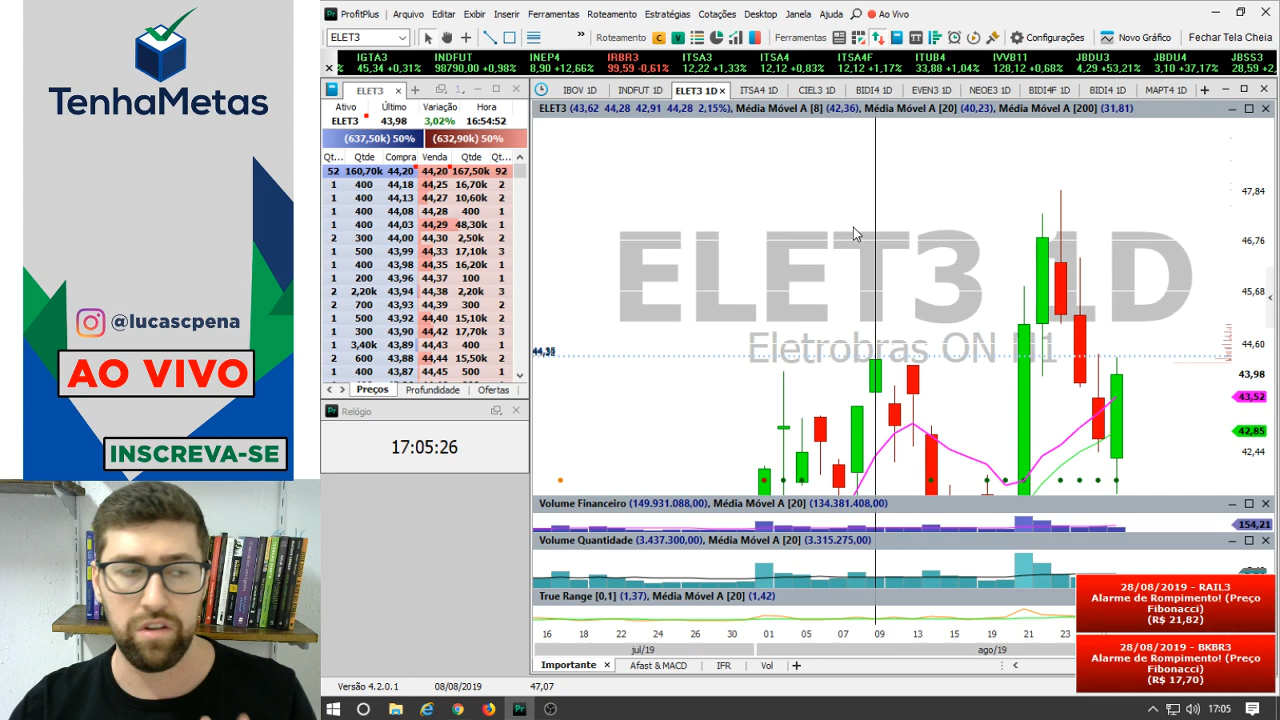 TenhaMetas
@lucascpena
AO VIVO
INSCREVA-SE
ProfitPlus Arquivo Editar Exibir Inserir Ferramentas Roteamento Estratégias Cotações Desktop Janela Ajuda Ao Vivo
ELET3 Roteamento Ferramentas Configurações Novo Gráfico Fechar Tela Cheia
IGTA3 INDFUT INEP4 IRBR3 ITSA3 ITSA4 ITSA4F ITUB4 IVVB11 JBDU3 JBDU4 JBSS3
45,34 +0,31% 98790,00 +0,98% 8,90 +12,66% 99,59 -0,61% 12,22 +1,33% 12,12 +0,83% 12,12 +1,17% 33,88 +1,04% 128,12 +0,68% 4,29 +53,21% 3,10 +37,17% 28,59 +2
ELET3
Ativo Último Variação Hora
ELET3 43,98 3,02% 16:54:52
(637,50k) 50% (632,90k) 50%
Qt... Qtde Compra Venda Qtde Qt...
52 160,70k 44,20 44,20 167,50k 92
1 400 44,18 44,25 16,70k 2
1 400 44,13 44,27 10,60k 2
1 400 44,08 44,28 400 1
1 400 44,03 44,29 48,30k 1
2 300 44,00 44,30 2,50k 2
1 500 43,99 44,33 17,10k 3
1 400 43,98 44,35 16,20k 1
1 200 43,96 44,37 100 1
2 2,20k 43,94 44,38 2,20k 3
2 700 43,93 44,39 300 2
1 500 43,92 44,40 15,10k 2
1 300 43,90 44,42 17,70k 3
1 3,40k 43,89 44,43 400 1
2 600 43,88 44,44 15,50k 2
1 400 43,87 44,45 500 1
Preços Profundidade Ofertas
Relógio
17:05:26
IBOV 1D INDFUT 1D ELET3 1D ITSA4 1D CIEL3 1D BIDI4 1D EVEN3 1D NEOE3 1D BIDI4F 1D BIDI4 1D MAPT4 1D
ELET3 (43,62 44,28 42,91 44,28 2,15%), Média Móvel A [8] (42,36), Média Móvel A [20] (40,23), Média Móvel A [200] (31,81)
ELET3 1D
Eletrobras ON N1
47,84
46,76
45,68
44,60
43,98
43,52
42,85
42,44
44,35
Volume Financeiro (149.931.088,00), Média Móvel A [20] (134.381.408,00)
154,21
Volume Quantidade (3.437.300,00), Média Móvel A [20] (3.315.275,00)
True Range [0,1] (1,37), Média Móvel A [20] (1,42)
16 18 22 24 26 30 01 05 07 09 13 15 19 21 23
jul/19 ago/19
Importante Afast & MACD IFR Vol
28/08/2019 - RAIL3
Alarme de Rompimento! (Preço
Fibonacci)
(R$ 21,82)
28/08/2019 - BKBR3
Alarme de Rompimento! (Preço
Fibonacci)
(R$ 17,70)
Versão 4.2.0.1 08/08/2019 47,07
17:05